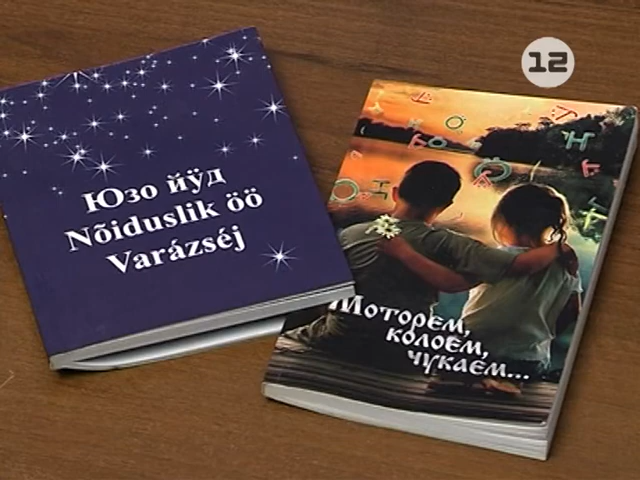 12
Юзо йӱд
Nõiduslik öö
Varázséj
Моторем,
колоем,
чукаем...